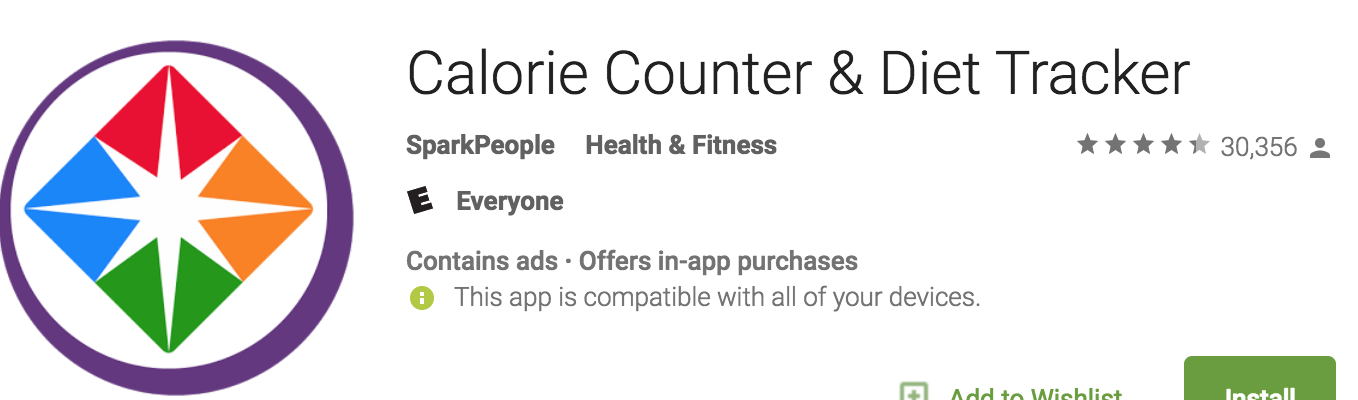 Calorie Counter & Diet Tracker
SparkPeople Health & Fitness 30,356
E Everyone
Contains ads · Offers in-app purchases
This app is compatible with all of your devices.
Add to Wishlist Install